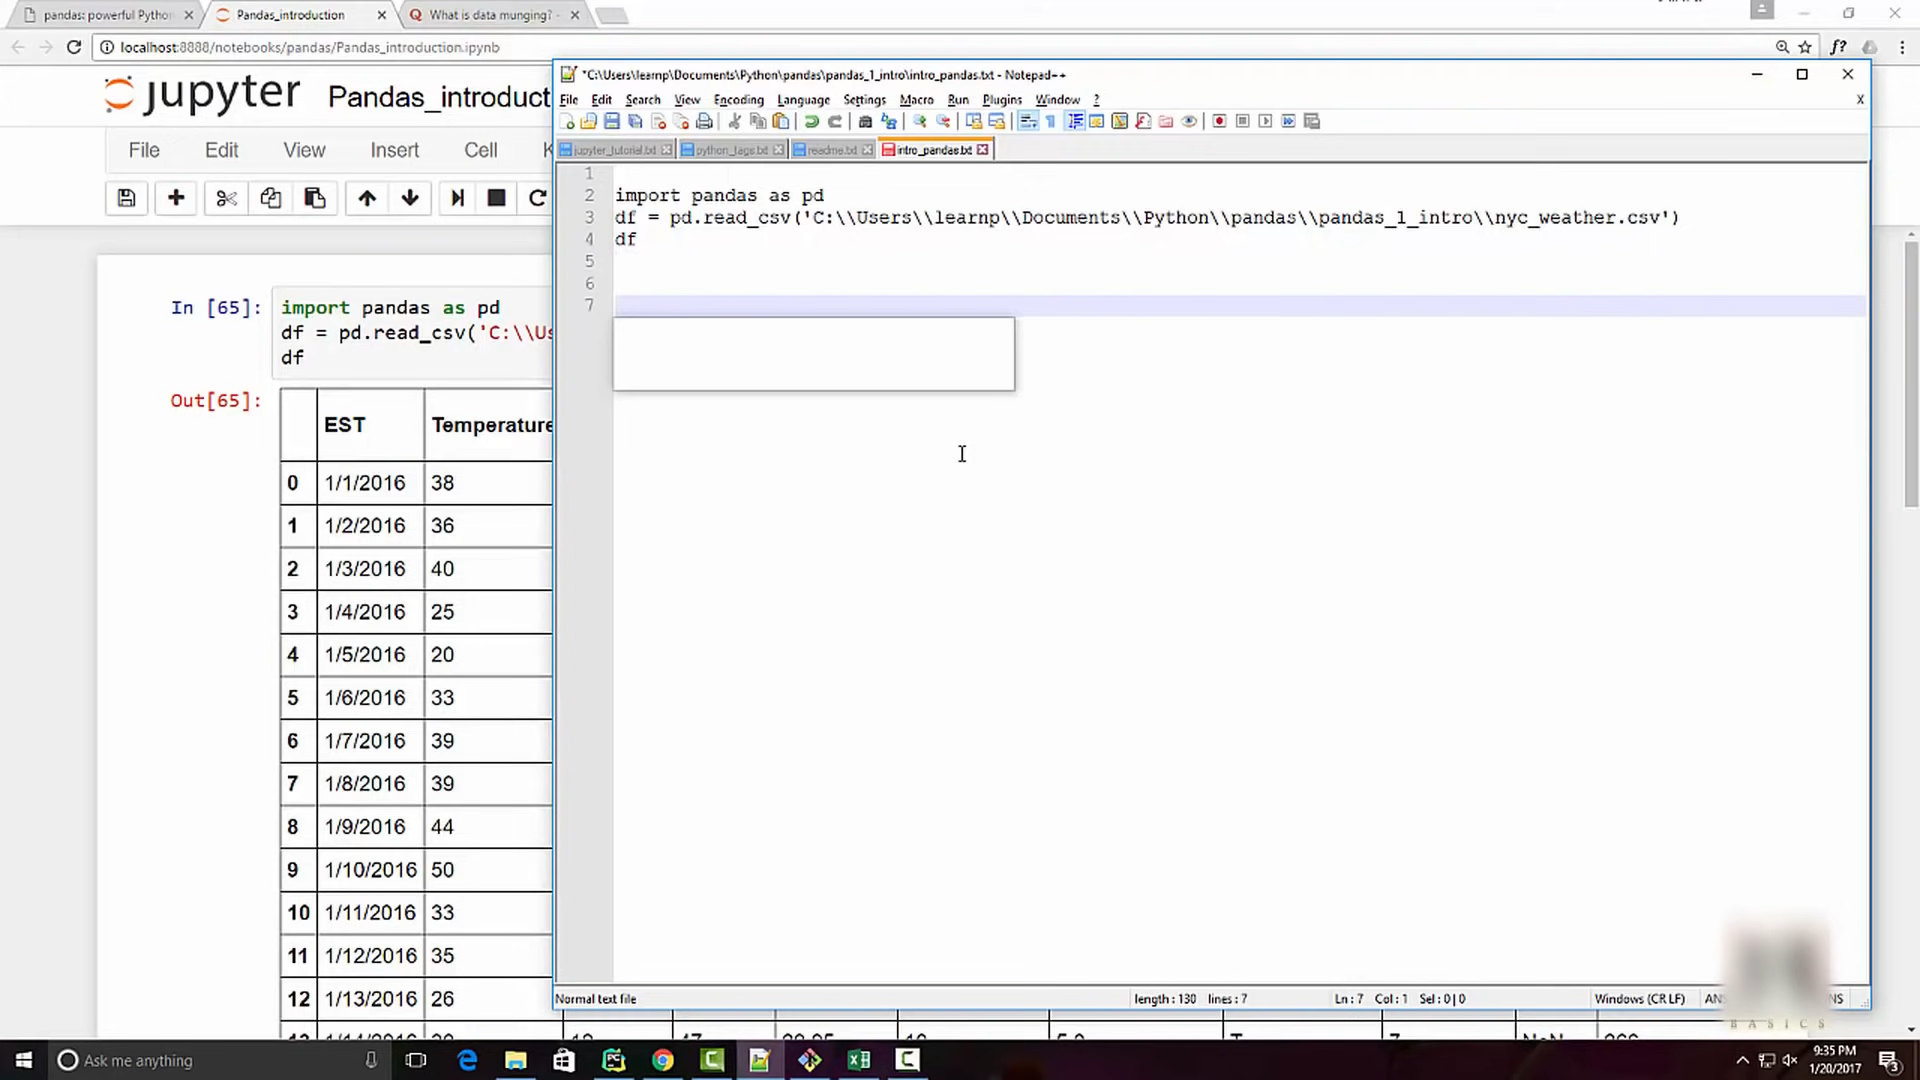 pandas: powerful Python
Pandas_introduction
What is data munging? -
localhost:8888/notebooks/pandas/Pandas_introduction.ipynb
f?
jupyter Pandas_introduct
File Edit View Insert Cell K
In [65]: import pandas as pd
df = pd.read_csv('C:\\Us
df
Out[65]:
EST Temperature
0 1/1/2016 38
1 1/2/2016 36
2 1/3/2016 40
3 1/4/2016 25
4 1/5/2016 20
5 1/6/2016 33
6 1/7/2016 39
7 1/8/2016 39
8 1/9/2016 44
9 1/10/2016 50
10 1/11/2016 33
11 1/12/2016 35
12 1/13/2016 26
*C:\Users\learnp\Documents\Python\pandas\pandas_1_intro\intro_pandas.txt - Notepad++
File Edit Search View Encoding Language Settings Macro Run Plugins Window ?
X
jupyter_tutorial.txt python_tags.txt readme.txt intro_pandas.txt
1
2 import pandas as pd
3 df = pd.read_csv('C:\\Users\\learnp\\Documents\\Python\\pandas\\pandas_1_intro\\nyc_weather.csv')
4 df
5
6
7
Normal text file length : 130 lines : 7 Ln : 7 Col : 1 Sel : 0 | 0 Windows (CR LF)
BASICS
Ask me anything
9:35 PM
1/20/2017
3